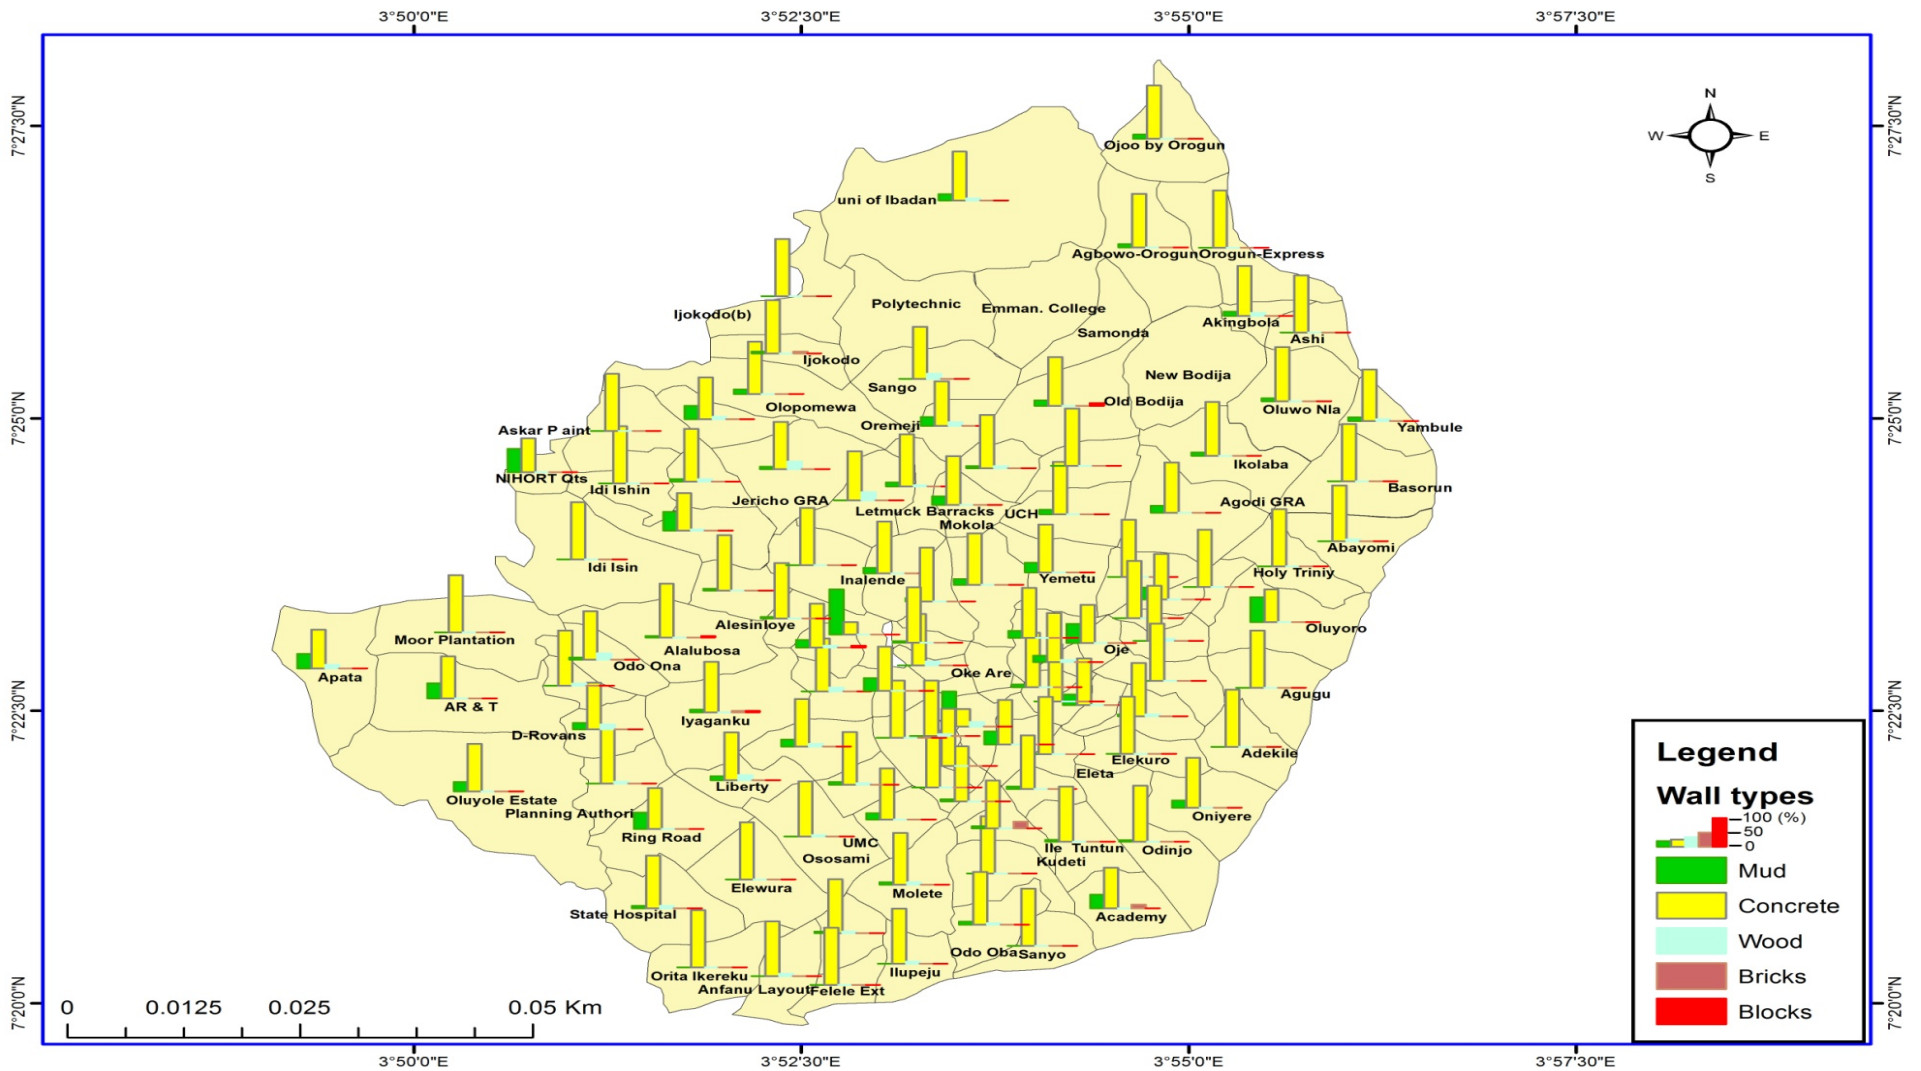 3°50'0"E
3°52'30"E
3°55'0"E
3°57'30"E
7°27'30"N
7°27'30"N
N
W
E
S
Ojoo by Orogun
uni of Ibadan
Agbowo-Orogun
Orogun-Express
Polytechnic
Emman. College
Ijokodo(b)
Samonda
Akingbola
Ashi
Ijokodo
New Bodija
Sango
Old Bodija
Olopomewa
Oluwo Nla
7°25'0"N
7°25'0"N
Oremeji
Yambule
Askar P aint
Ikolaba
NIHORT Qts
Idi Ishin
Basorun
Jericho GRA
Agodi GRA
Letmuck Barracks
UCH
Mokola
Abayomi
Idi Isin
Inalende
Yemetu
Holy Triniy
Alesinloye
Oluyoro
Moor Plantation
Alalubosa
Oje
Odo Ona
Oke Are
Apata
Agugu
AR & T
7°22'30"N
7°22'30"N
Iyaganku
D-Rovans
Adekile
Elekuro
Eleta
Liberty
Oluyole Estate
Planning Authori
Oniyere
Ring Road
UMC
Ile Tuntun
Odinjo
Ososami
Kudeti
Elewura
Molete
State Hospital
Academy
Odo Oba
Sanyo
Ilupeju
Orita Ikereku
Anfanu Layout
Felele Ext
Legend
Wall types
100 (%)
50
0
Mud
Concrete
Wood
Bricks
Blocks
0
0.0125
0.025
0.05 Km
7°20'0"N
7°20'0"N
3°50'0"E
3°52'30"E
3°55'0"E
3°57'30"E